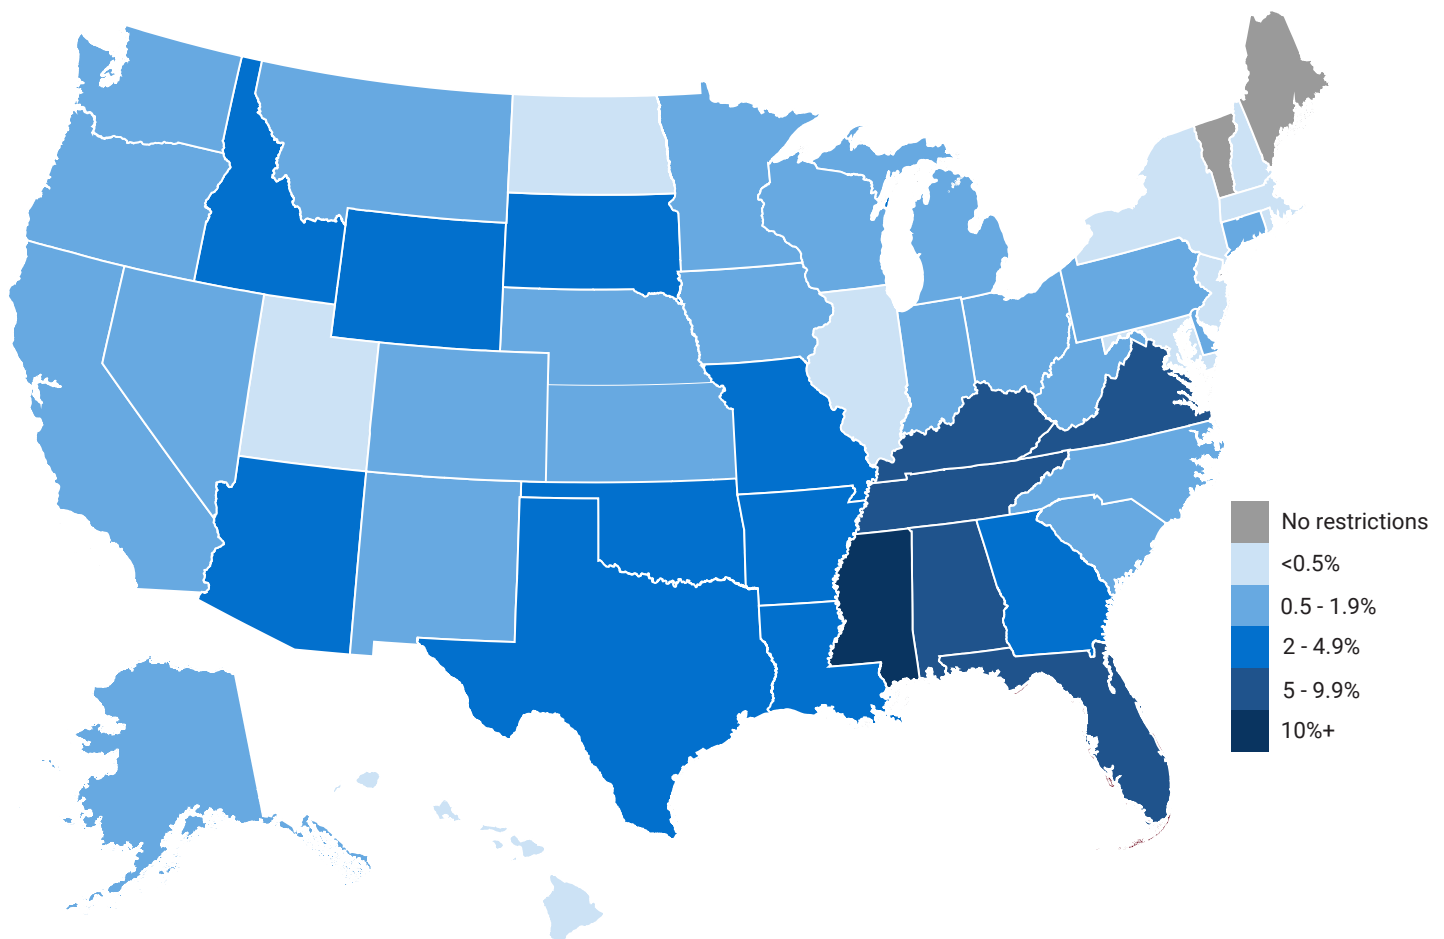 No restrictions
<0.5%
0.5 - 1.9%
2 - 4.9%
5 - 9.9%
10%+